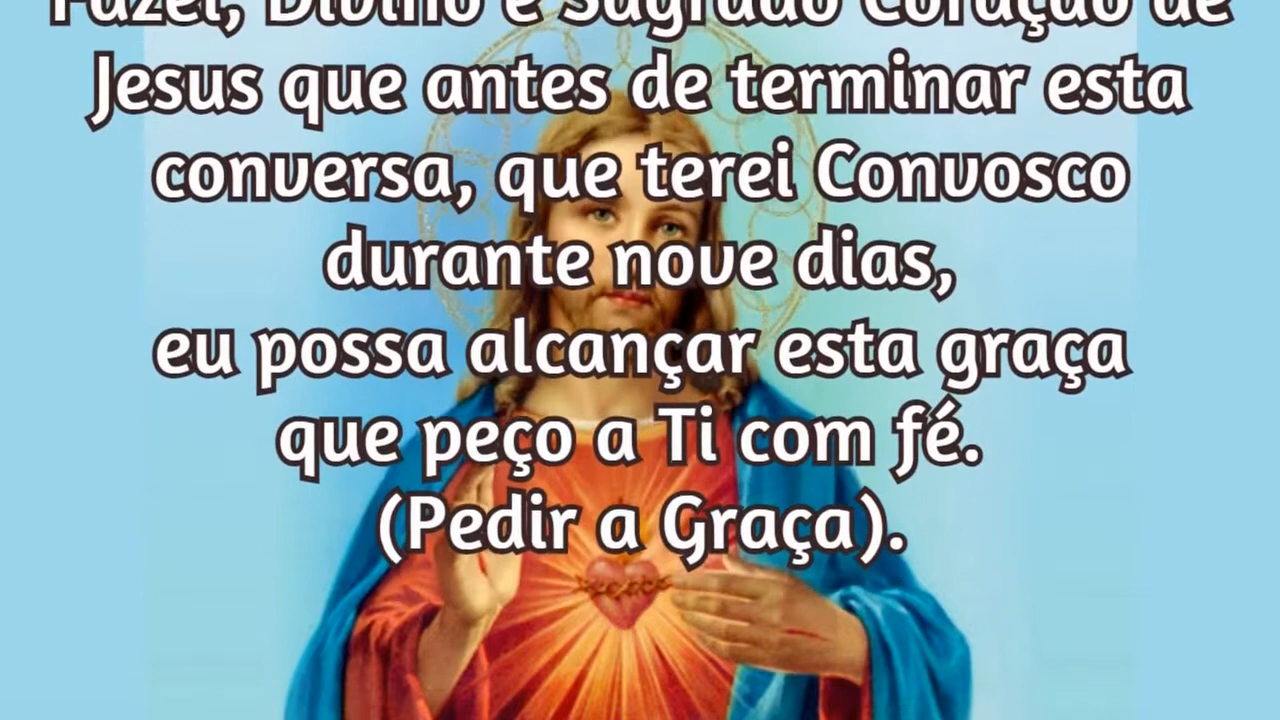 Fazei, Divino e Sagrado Coração de
Jesus que antes de terminar esta
conversa, que terei Convosco
durante nove dias,
eu possa alcançar esta graça
que peço a Ti com fé.
(Pedir a Graça).